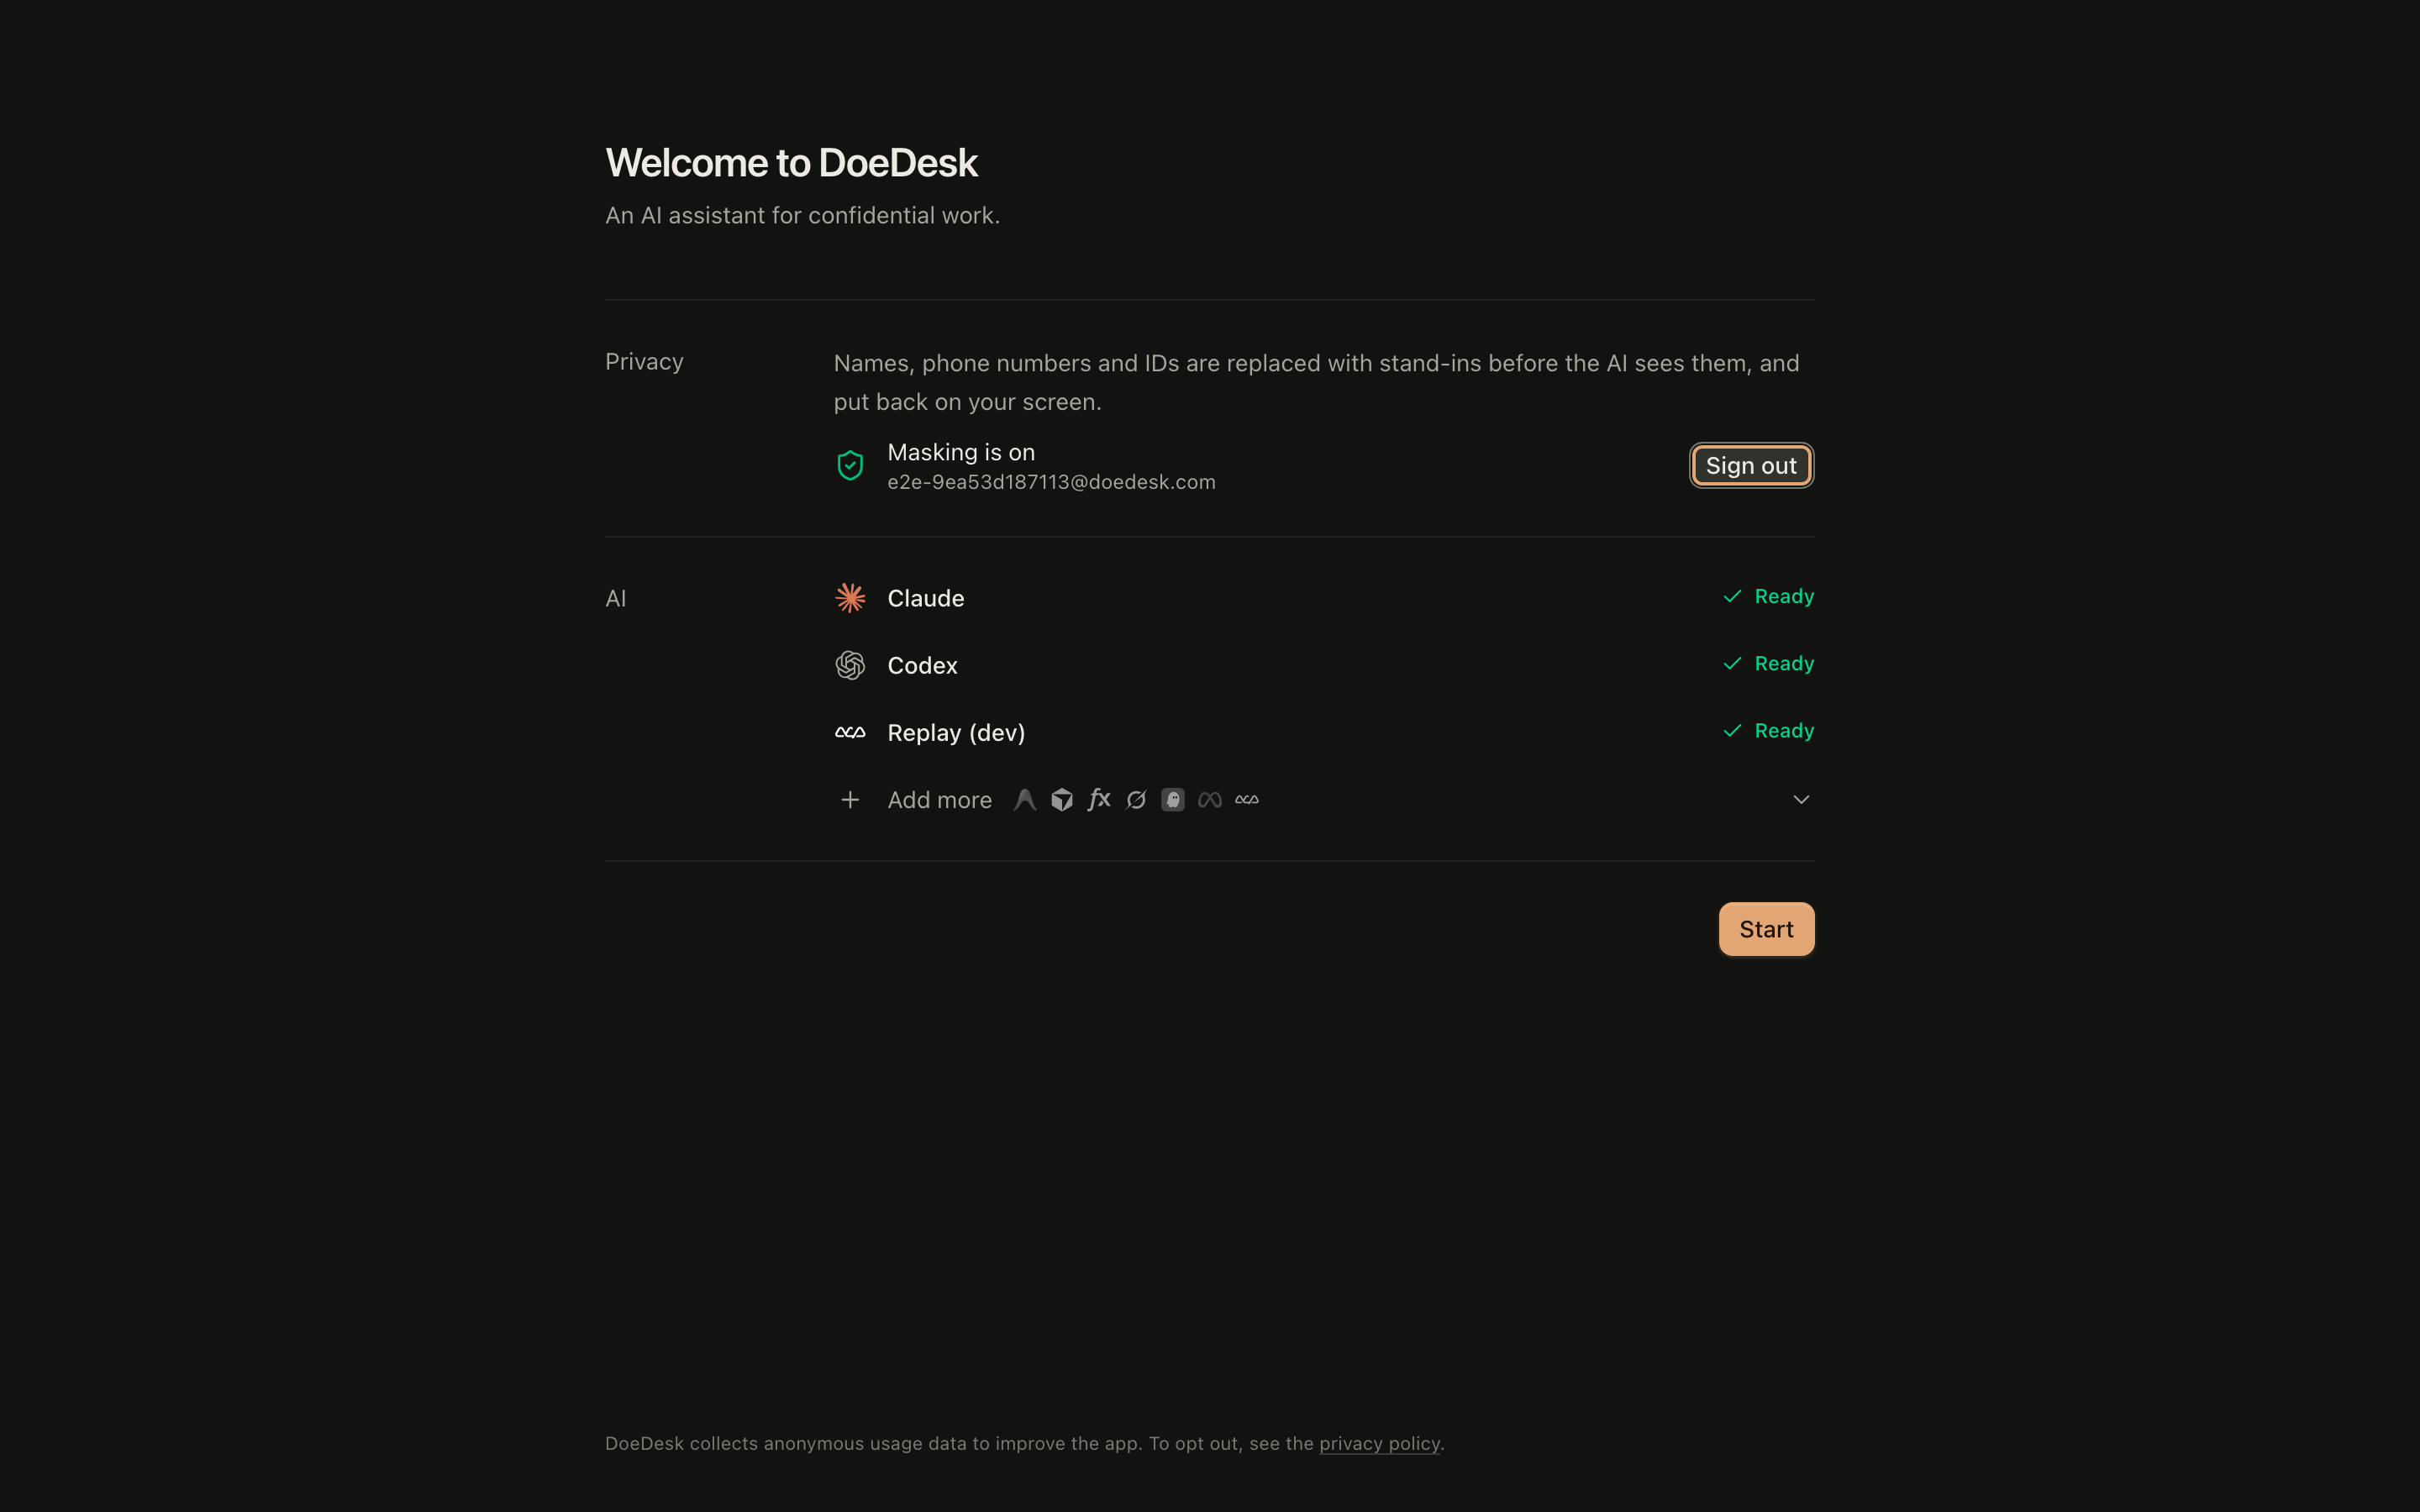 Welcome to DoeDesk
An AI assistant for confidential work.
Privacy
Names, phone numbers and IDs are replaced with stand-ins before the AI sees them, and
put back on your screen.
Masking is on
e2e-9ea53d187113@doedesk.com
Sign out
AI
Claude
Ready
Codex
Ready
Replay (dev)
Ready
Add more
Start
DoeDesk collects anonymous usage data to improve the app. To opt out, see the privacy policy.